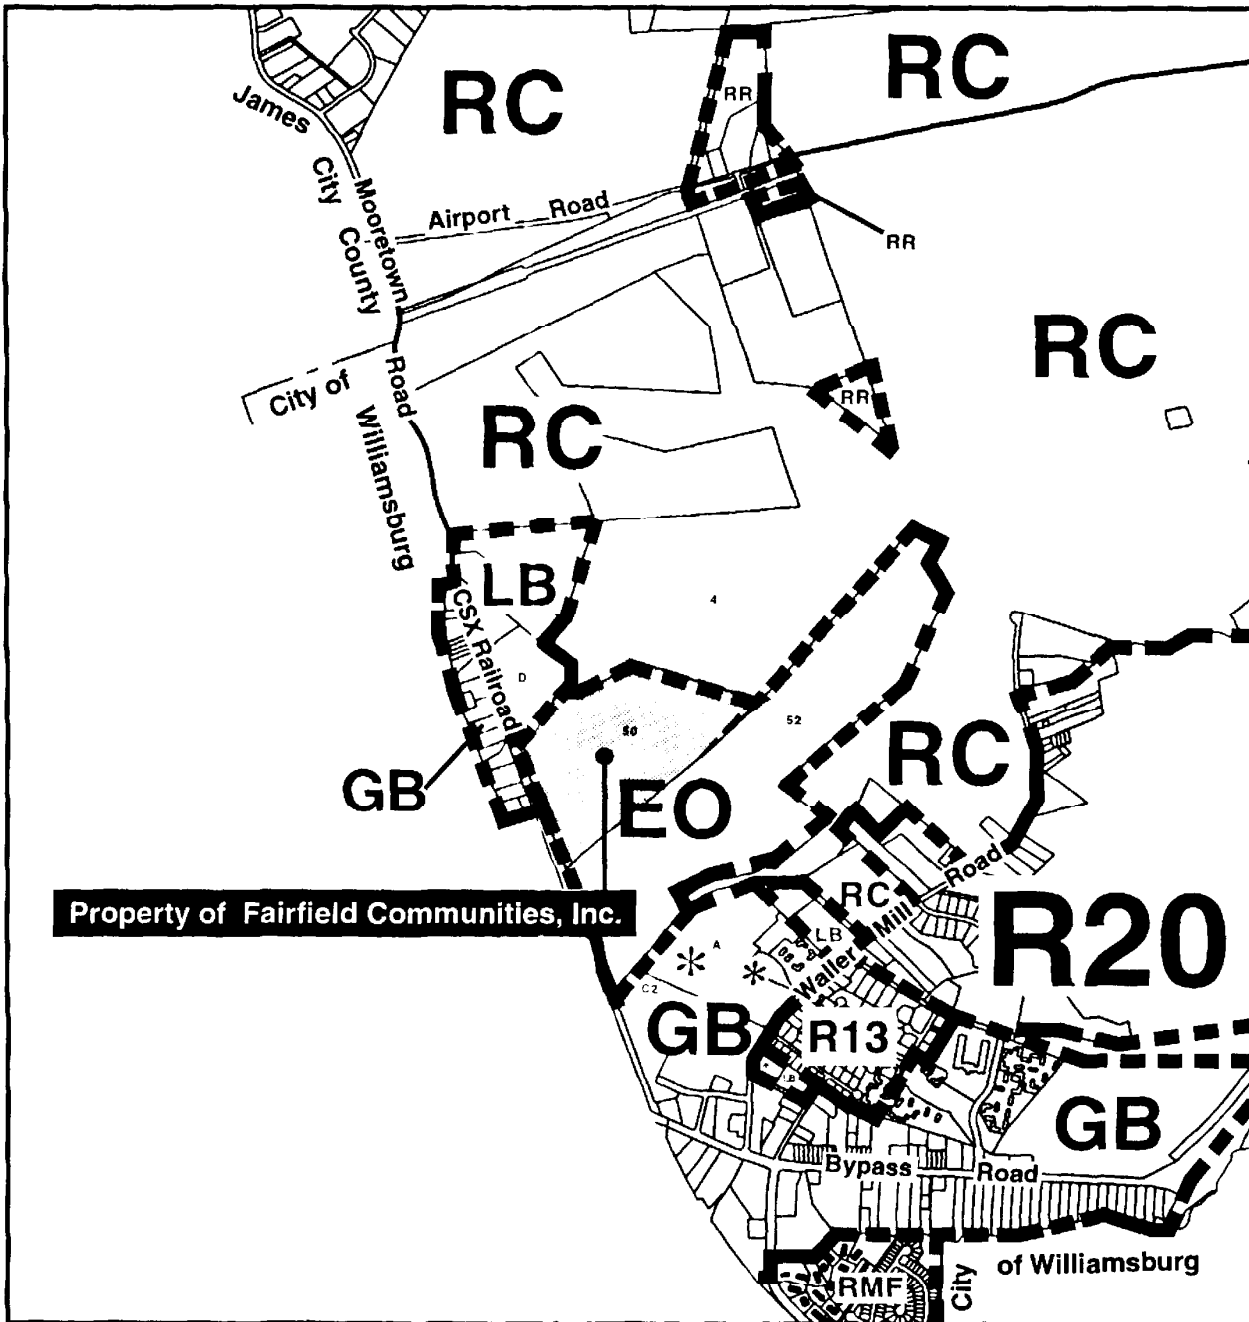 RC
RC
RR
James
City
County
Mooretown
Road
Airport Road
RR
RC
City of
Williamsburg
RR
RC
LB
CSX Railroad
4
D
50
52
GB
EO
RC
Road
Property of Fairfield Communities, Inc.
RC
Mill
R20
LB
Waller
A
C2
GB
R13
LB
GB
Bypass Road
of Williamsburg
City
RMF